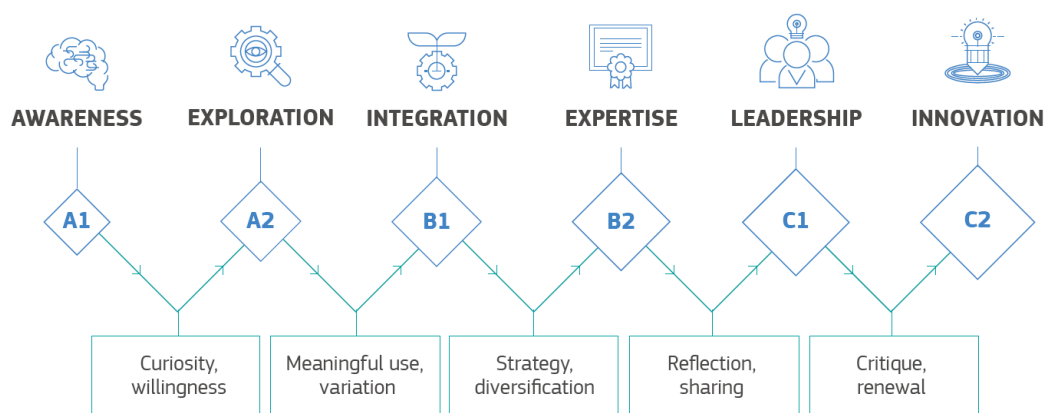 AWARENESS
EXPLORATION
INTEGRATION
EXPERTISE
LEADERSHIP
INNOVATION
A1
A2
B1
B2
C1
C2
Curiosity,
willingness
Meaningful use,
variation
Strategy,
diversification
Reflection,
sharing
Critique,
renewal